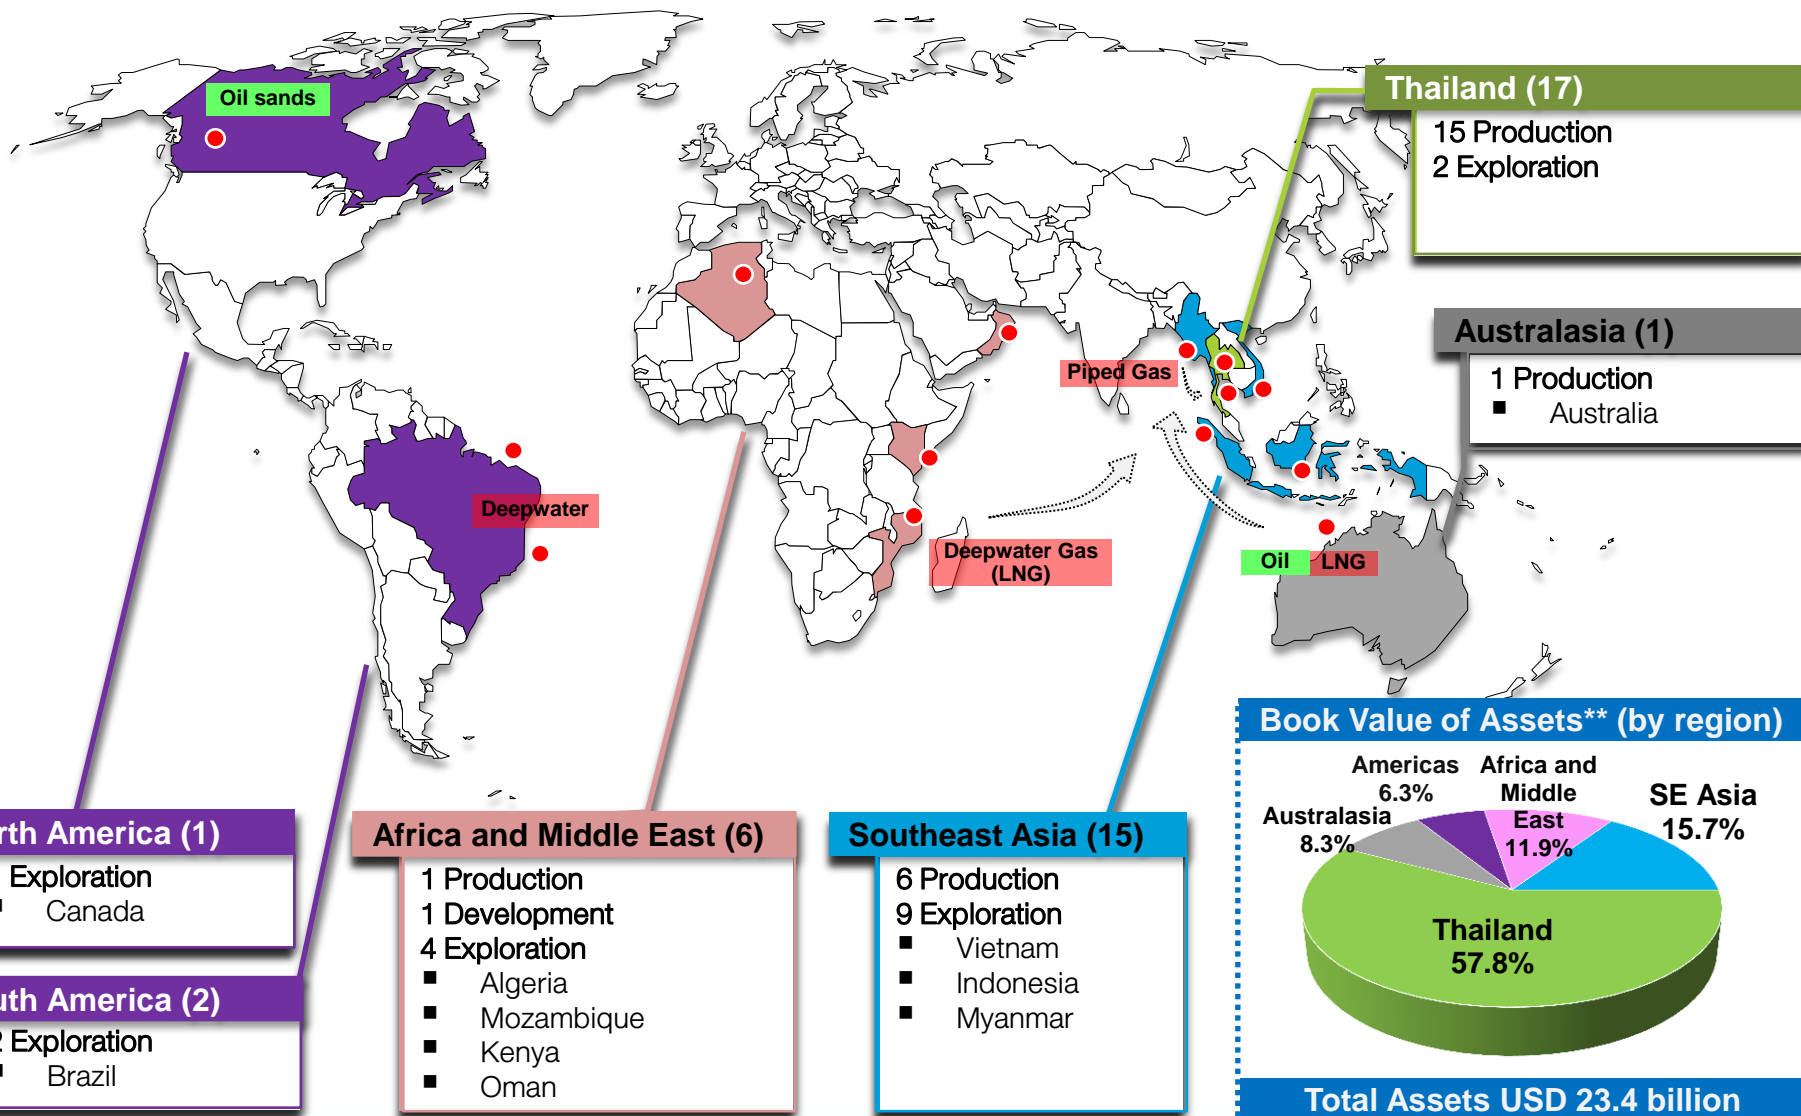 Oil sands
Thailand (17)
15 Production
2 Exploration
Australasia (1)
1 Production
■ Australia
Piped Gas
Deepwater
Deepwater Gas
(LNG)
Oil
LNG
rth America (1)
Exploration
Canada
uth America (2)
2 Exploration
Brazil
Africa and Middle East (6)
1 Production
1 Development
4 Exploration
■ Algeria
■ Mozambique
■ Kenya
■ Oman
Southeast Asia (15)
6 Production
9 Exploration
■ Vietnam
■ Indonesia
■ Myanmar
Book Value of Assets** (by region)
Americas
6.3%
Africa and
Middle
East
11.9%
SE Asia
15.7%
Australasia
8.3%
Thailand
57.8%
Total Assets USD 23.4 billion